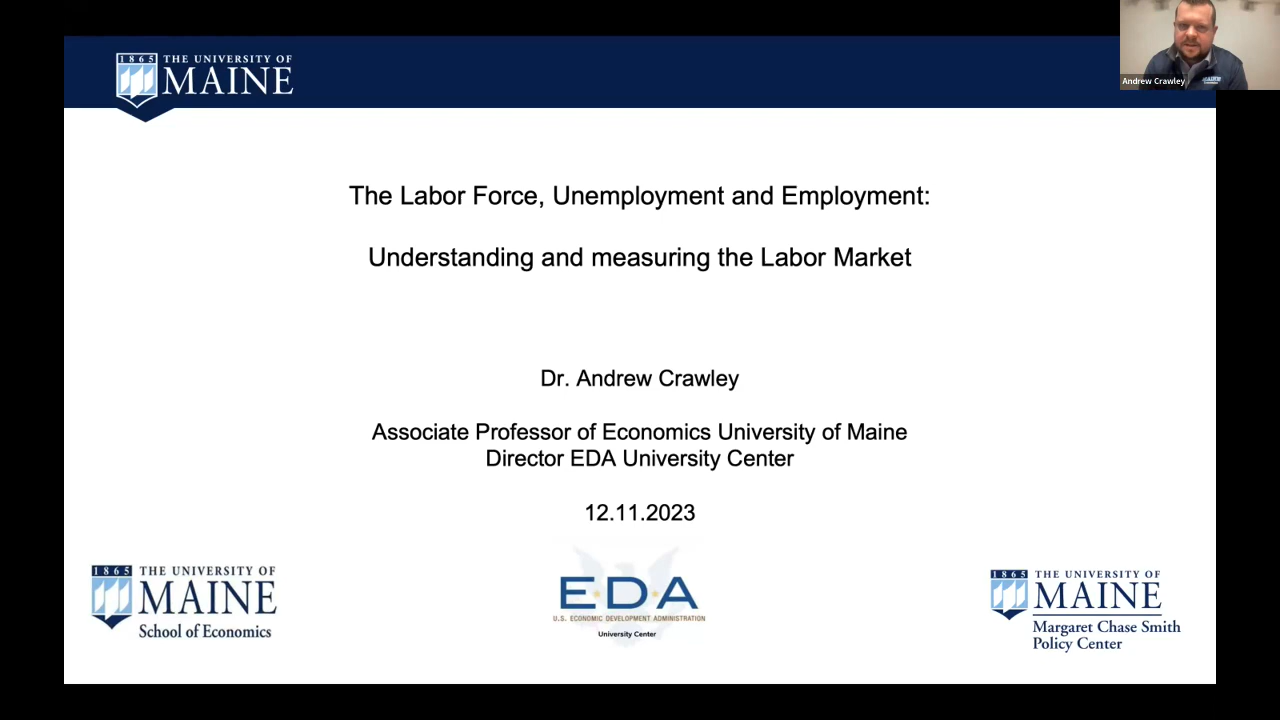 1865 THE UNIVERSITY OF
MAINE
Andrew Crawley
The Labor Force, Unemployment and Employment:
Understanding and measuring the Labor Market
Dr. Andrew Crawley
Associate Professor of Economics University of Maine
Director EDA University Center
12.11.2023
1865 THE UNIVERSITY OF
MAINE
School of Economics
E·D·A
U.S. ECONOMIC DEVELOPMENT ADMINISTRATION
University Center
1865 THE UNIVERSITY OF
MAINE
Margaret Chase Smith
Policy Center